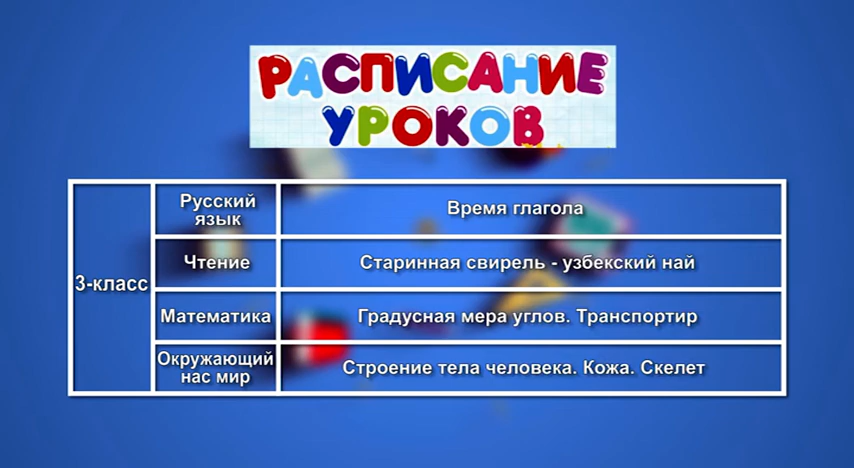 РАСПИСАНИЕ
УРОКОВ
3-класс
Русский
язык
Время глагола
Чтение
Старинная свирель - узбекский най
Математика
Градусная мера углов. Транспортир
Окружающий
нас мир
Строение тела человека. Кожа. Скелет